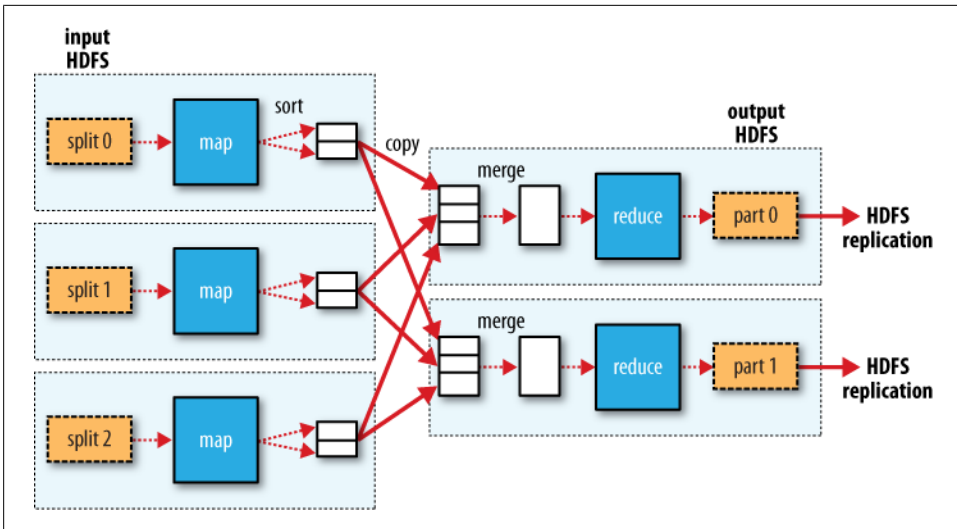 input
HDFS
split 0
map
sort
copy
split 1
map
split 2
map
output
HDFS
merge
reduce
part 0
HDFS
replication
merge
reduce
part 1
HDFS
replication